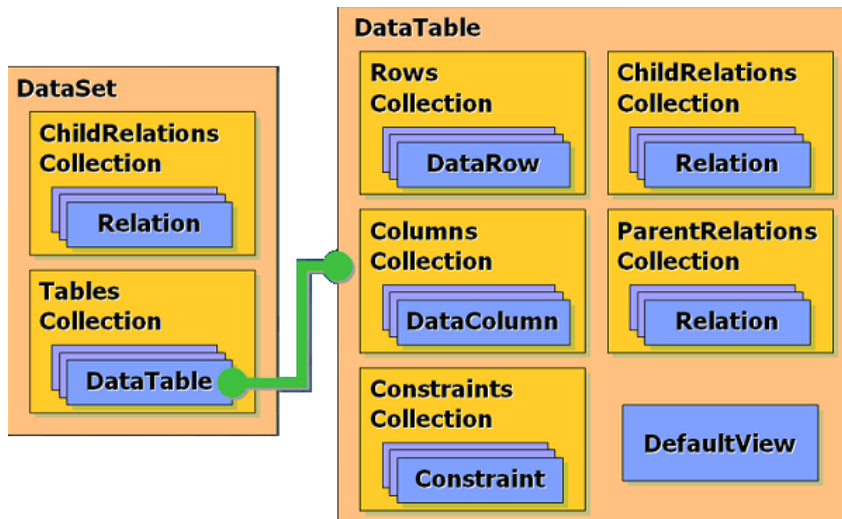 DataSet
ChildRelations
Collection
Relation
Tables
Collection
DataTable
DataTable
Rows
Collection
DataRow
ChildRelations
Collection
Relation
Columns
Collection
DataColumn
ParentRelations
Collection
Relation
Constraints
Collection
Constraint
DefaultView